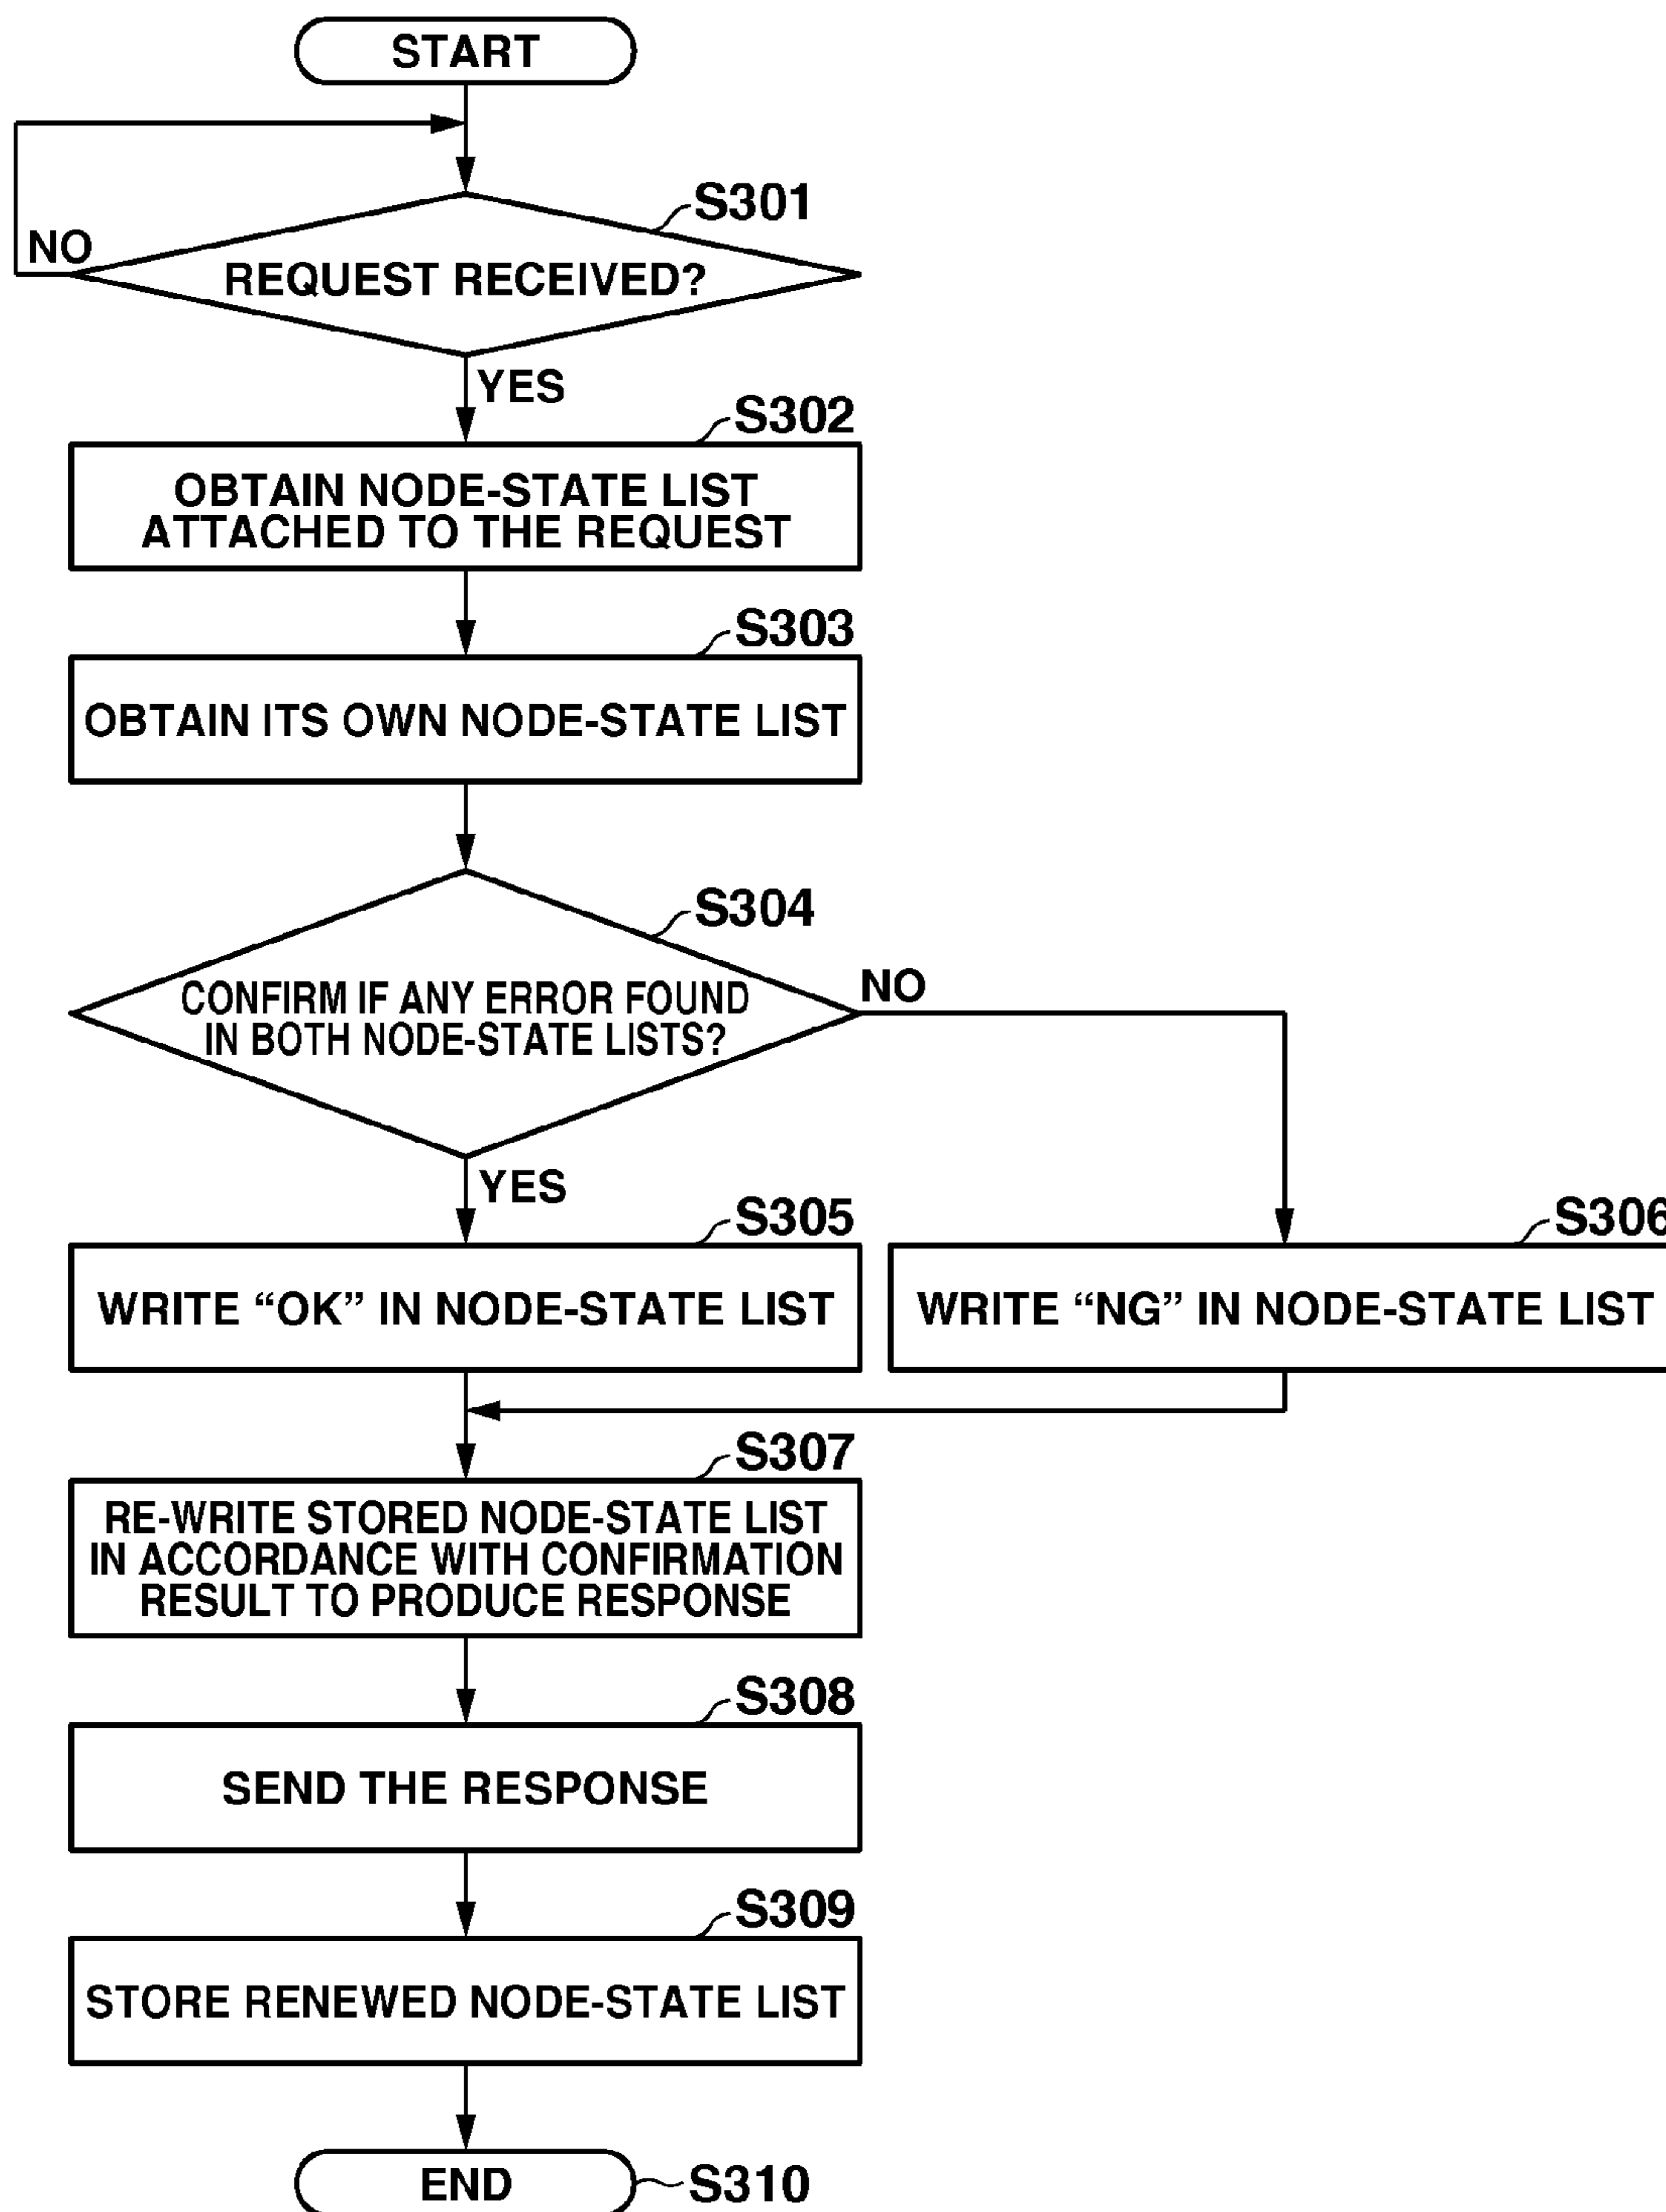 START
S301
NO
REQUEST RECEIVED?
YES
S302
OBTAIN NODE-STATE LIST
ATTACHED TO THE REQUEST
S303
OBTAIN ITS OWN NODE-STATE LIST
S304
CONFIRM IF ANY ERROR FOUND
IN BOTH NODE-STATE LISTS?
NO
YES
S305
WRITE “OK” IN NODE-STATE LIST
S306
WRITE “NG” IN NODE-STATE LIST
S307
RE-WRITE STORED NODE-STATE LIST
IN ACCORDANCE WITH CONFIRMATION
RESULT TO PRODUCE RESPONSE
S308
SEND THE RESPONSE
S309
STORE RENEWED NODE-STATE LIST
END
S310